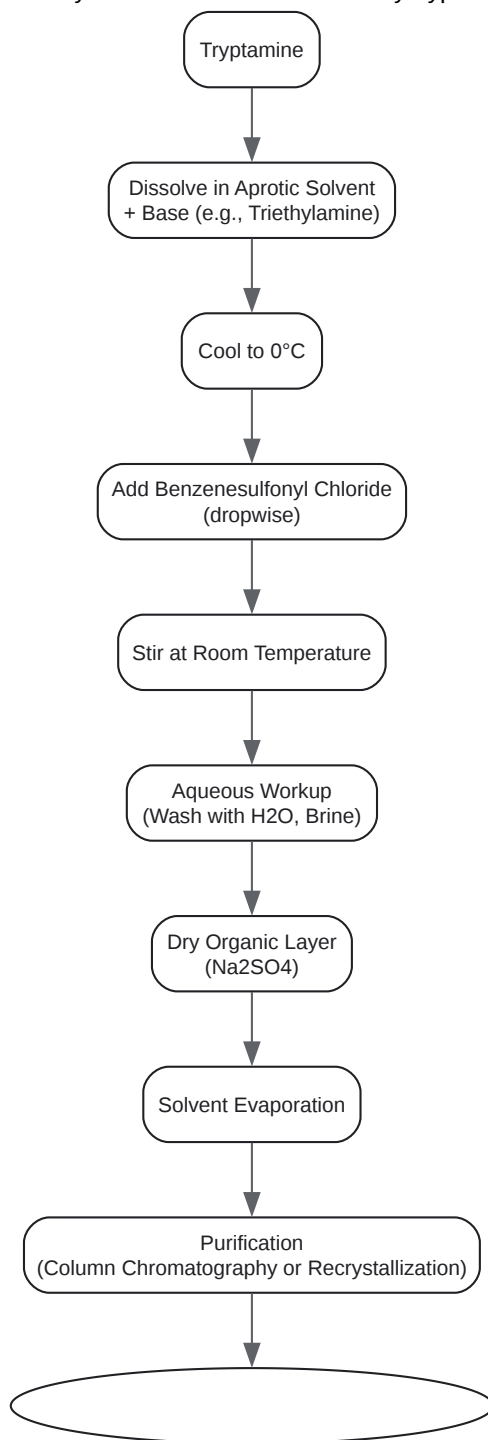 Tryptamine
Dissolve in Aprotic Solvent
+ Base (e.g., Triethylamine)
Cool to 0°C
Add Benzenesulfonyl Chloride
(dropwise)
Stir at Room Temperature
Aqueous Workup
(Wash with H2O, Brine)
Dry Organic Layer
(Na2SO4)
Solvent Evaporation
Purification
(Column Chromatography or Recrystallization)